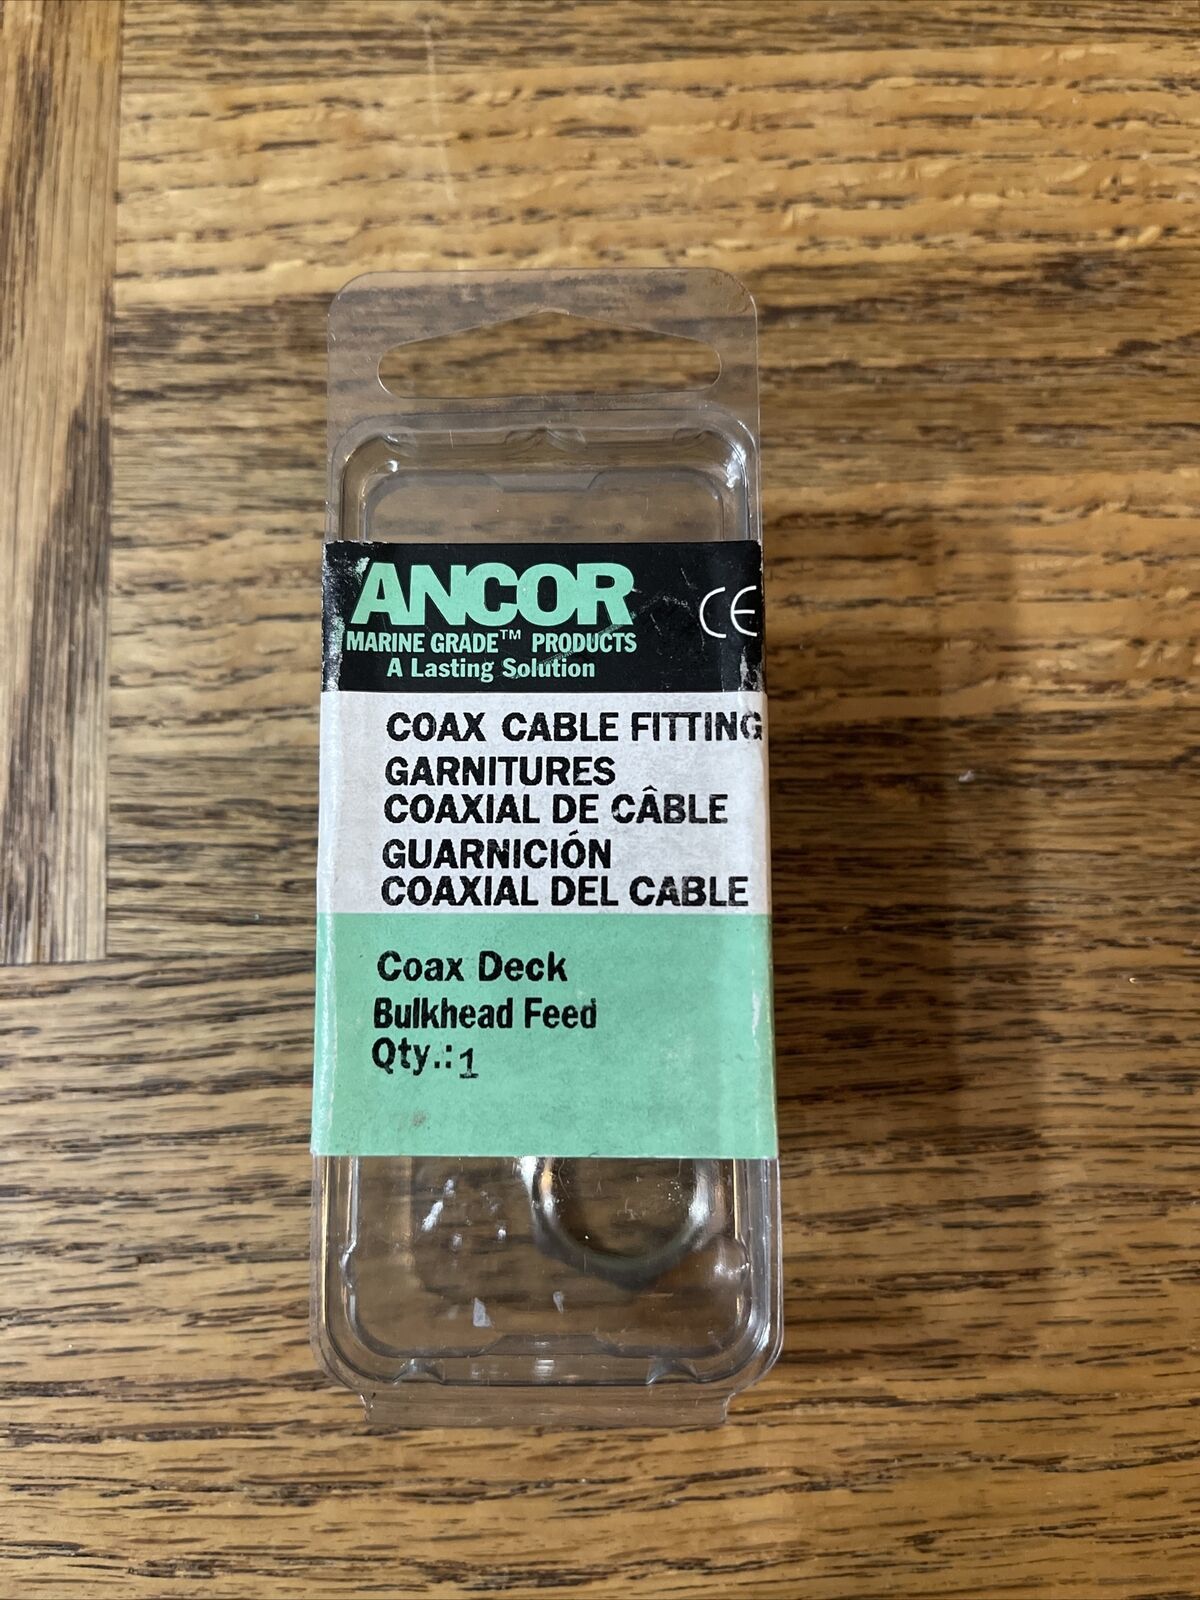 ANCOR
MARINE GRADE™ PRODUCTS
A Lasting Solution
CE
COAX CABLE FITTING
GARNITURES
COAXIAL DE CÂBLE
GUARNICIÓN
COAXIAL DEL CABLE
Coax Deck
Bulkhead Feed
Qty.:1